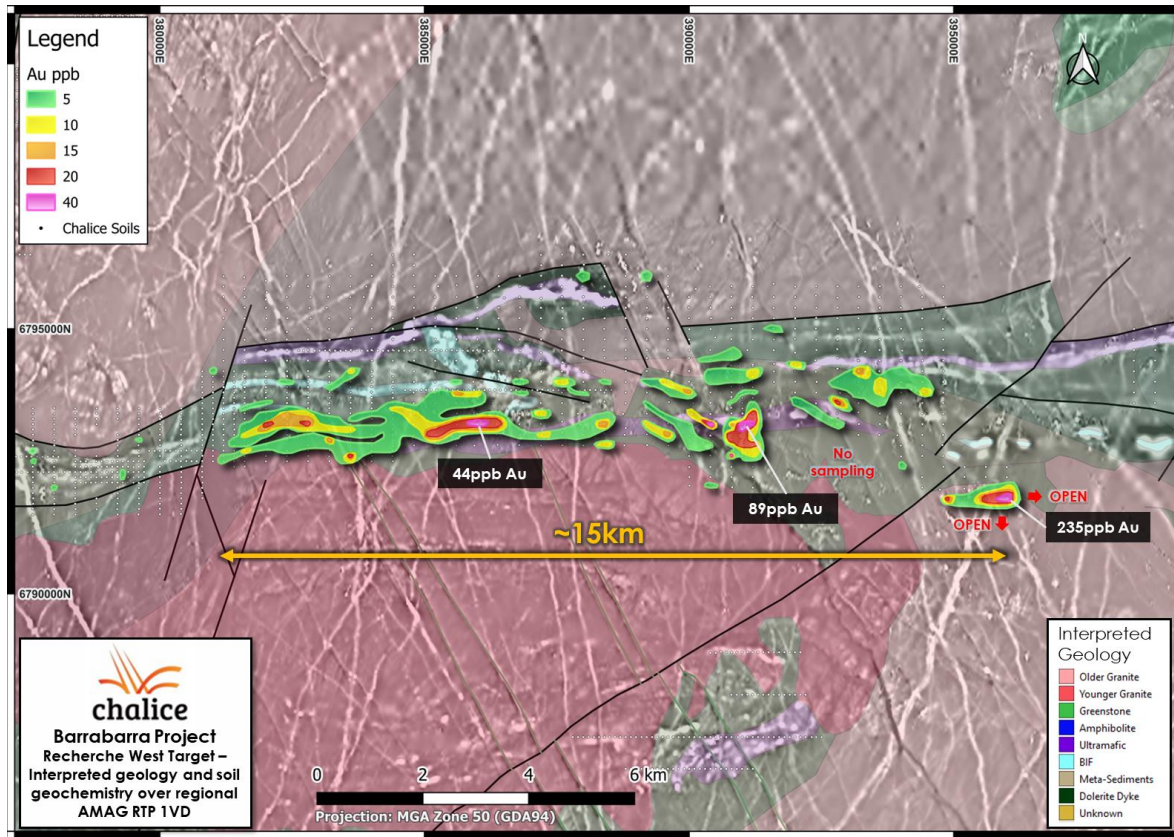 Legend
Au ppb
5
10
15
20
40
Chalice Soils
380000E
385000E
390000E
395000E
N
6795000N
6790000N
44ppb Au
No
sampling
89ppb Au
OPEN
OPEN
235ppb Au
~15km
chalice
Barrabarra Project
Recherche West Target –
Interpreted geology and soil
geochemistry over regional
AMAG RTP 1VD
0
2
4
6 km
Projection: MGA Zone 50 (GDA94)
Interpreted
Geology
Older Granite
Younger Granite
Greenstone
Amphibolite
Ultramafic
BIF
Meta-Sediments
Dolerite Dyke
Unknown